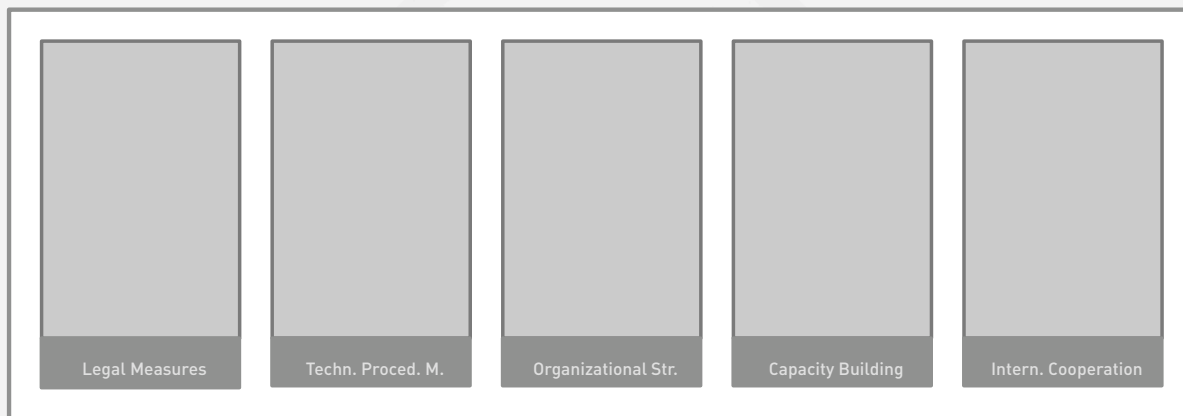 Legal Measures
Techn. Proced. M.
Organizational Str.
Capacity Building
Intern. Cooperation